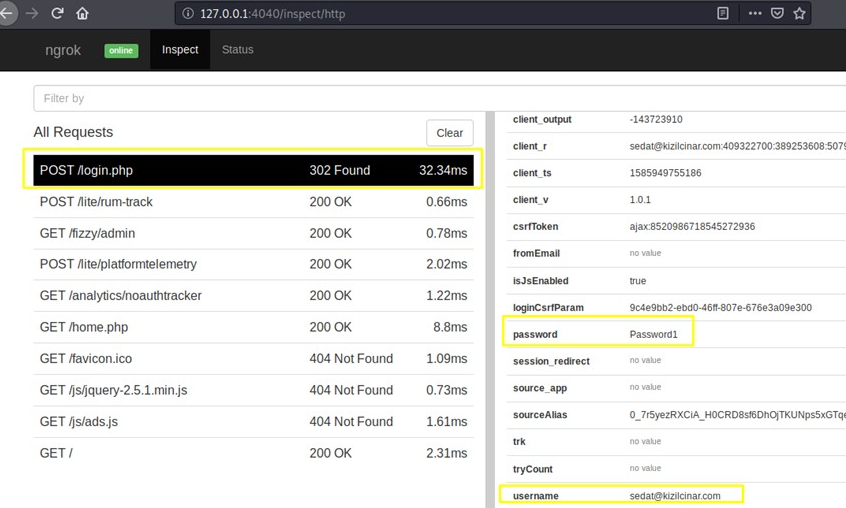 127.0.0.1:4040/inspect/http
ngrok online Inspect Status
Filter by
All Requests Clear
POST /login.php 302 Found 32.34ms
POST /lite/rum-track 200 OK 0.66ms
GET /fizzy/admin 200 OK 0.78ms
POST /lite/platformtelemetry 200 OK 2.02ms
GET /analytics/noauthtracker 200 OK 1.22ms
GET /home.php 200 OK 8.8ms
GET /favicon.ico 404 Not Found 1.09ms
GET /js/jquery-2.5.1.min.js 404 Not Found 0.73ms
GET /js/ads.js 404 Not Found 1.61ms
GET / 200 OK 2.31ms
client_output -143723910
client_r sedat@kizilcinar.com:409322700:389253608:5079
client_ts 1585949755186
client_v 1.0.1
csrfToken ajax:8520986718545272936
fromEmail no value
isJsEnabled true
loginCsrfParam 9c4e9bb2-ebd0-46ff-807e-676e3a09e300
password Password1
session_redirect no value
source_app no value
sourceAlias 0_7r5yezRXCiA_H0CRD8sf6DhOjTKUNps5xGTqe
trk no value
tryCount no value
username sedat@kizilcinar.com